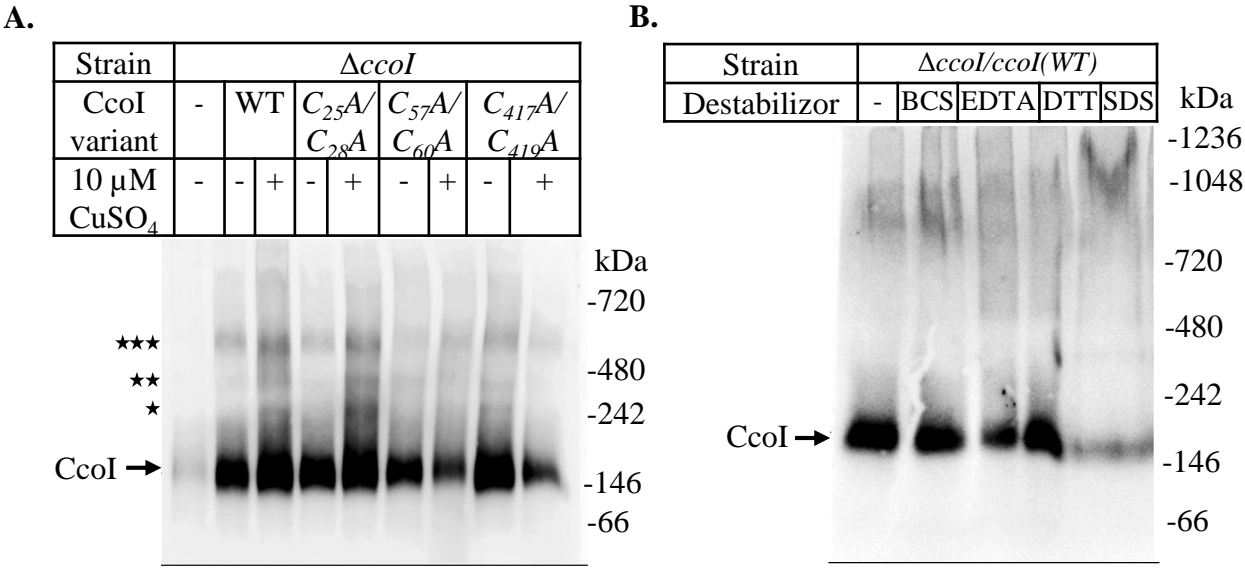 A.
Strain ΔccoI
CcoI variant - WT C25A/C28A C57A/C60A C417A/C419A
10 µM CuSO4 - - + - + - + - +
kDa
-720
★★★
-480
★★
-242
★
CcoI
-146
-66
B.
Strain ΔccoI/ccoI(WT)
Destabilizor - BCS EDTA DTT SDS kDa
-1236
-1048
-720
-480
-242
CcoI
-146
-66